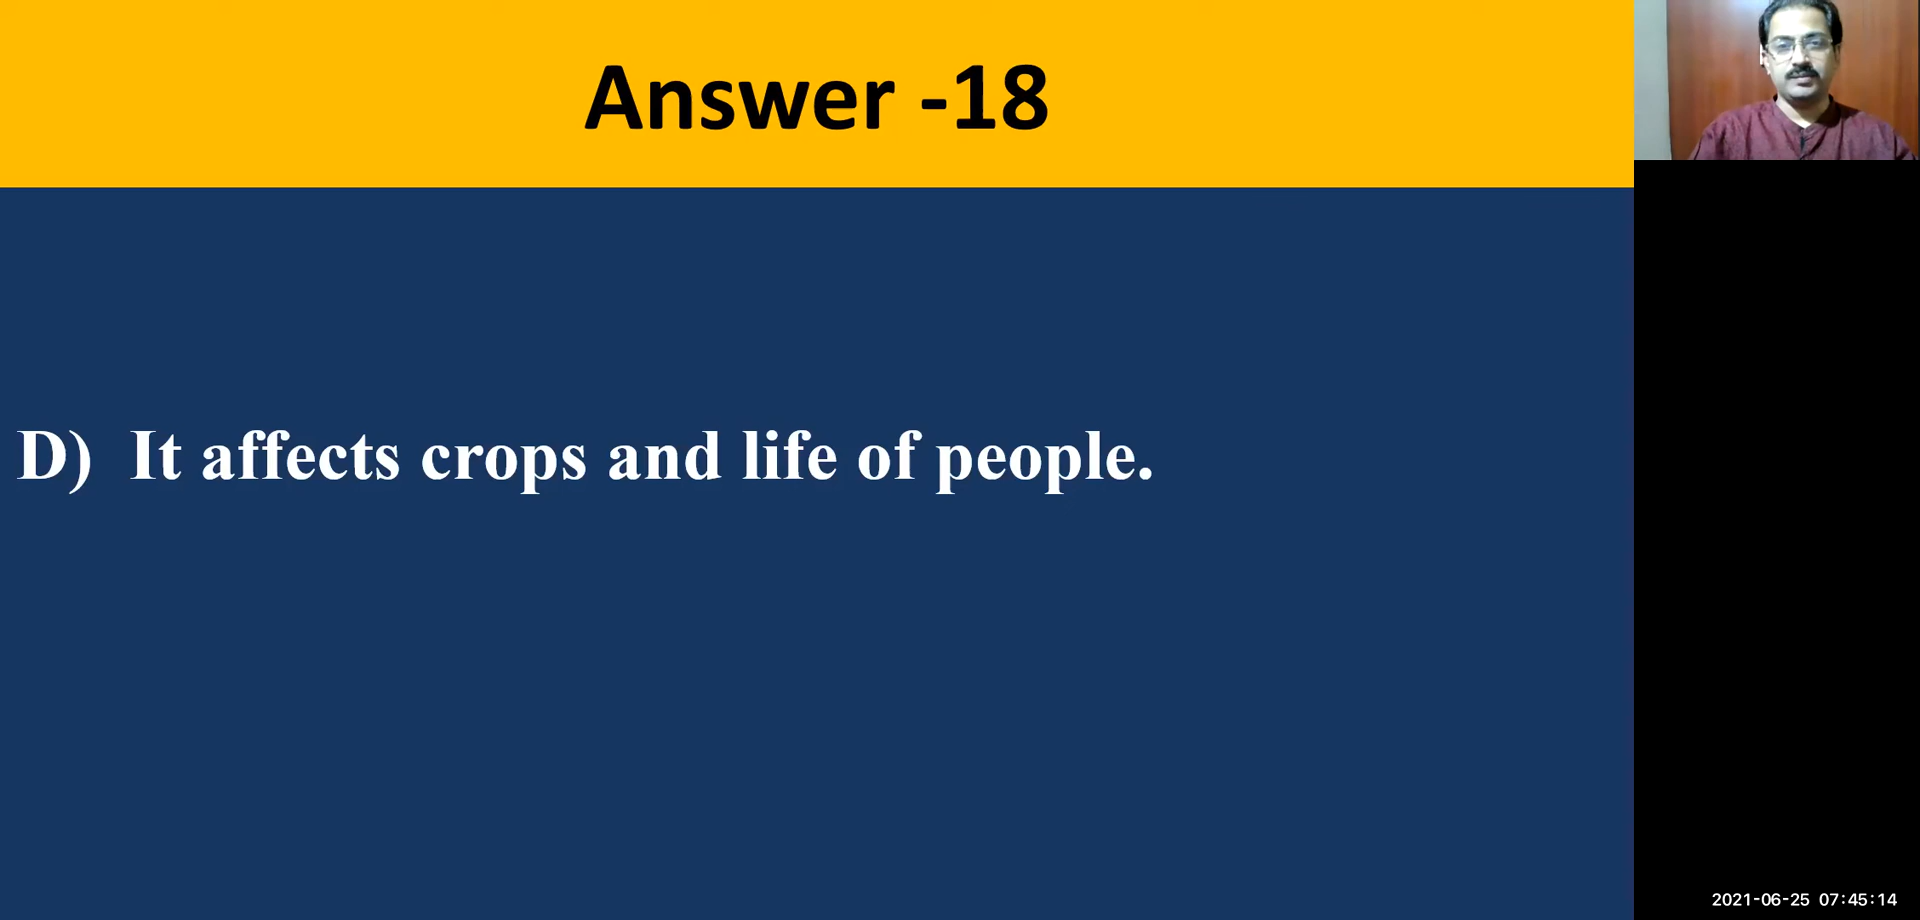 Answer -18
D) It affects crops and life of people.
2021-06-25 07:45:14